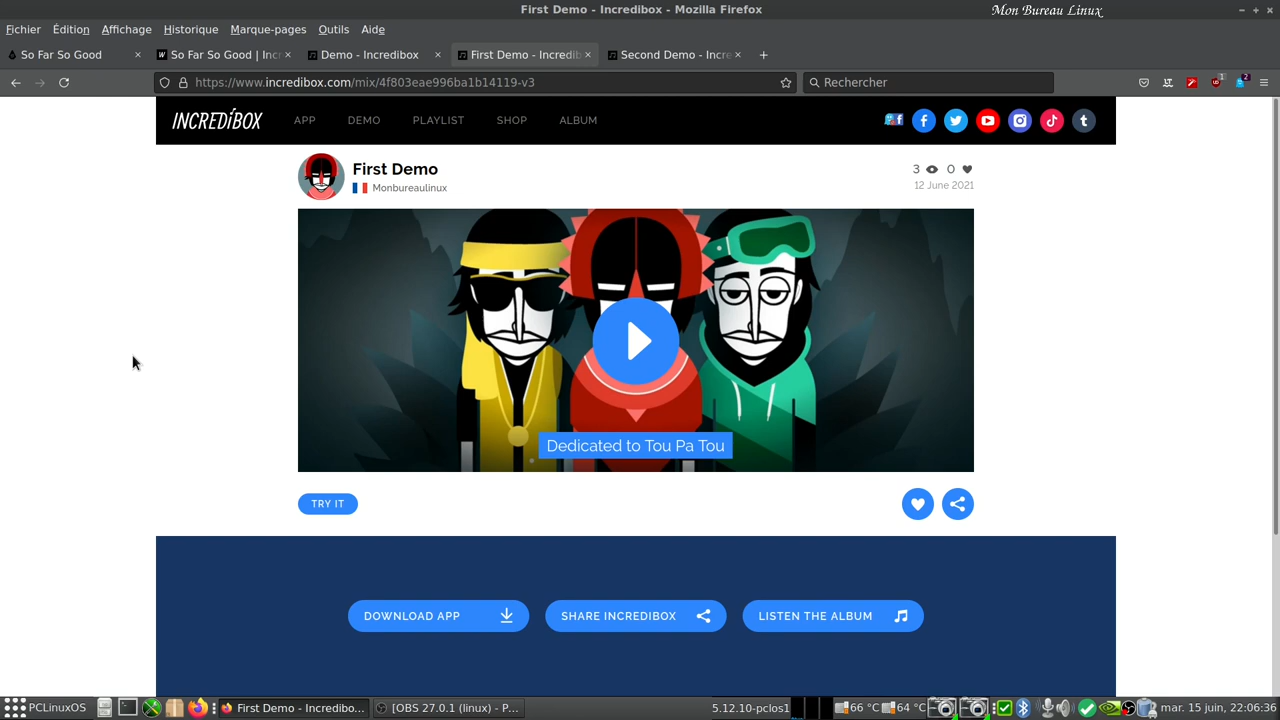 First Demo - Incredibox - Mozilla Firefox
Mon Bureau Linux
Fichier Édition Affichage Historique Marque-pages Outils Aide
So Far So Good × So Far So Good | Inc × Demo - Incredibox × First Demo - Incredib × Second Demo - Incre ×
https://www.incredibox.com/mix/4f803eae996ba1b14119-v3 Rechercher
INCREDÍBOX APP DEMO PLAYLIST SHOP ALBUM
First Demo
Monbureaulinux
3 0
12 June 2021
Dedicated to Tou Pa Tou
TRY IT
DOWNLOAD APP SHARE INCREDIBOX LISTEN THE ALBUM
PCLinuxOS First Demo - Incredibo... [OBS 27.0.1 (linux) - P... 5.12.10-pclos1 66 °C 64 °C mar. 15 juin, 22:06:36